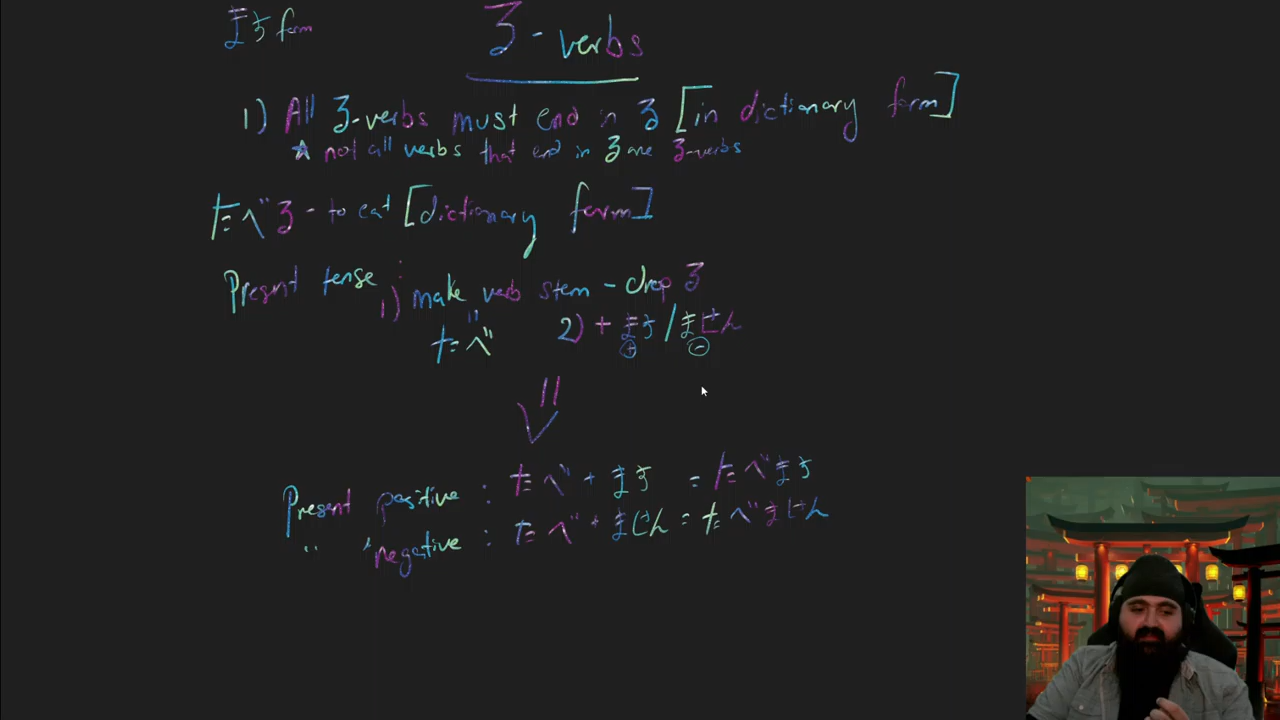 ます form
る - verbs
1) All る-verbs must end in る [in dictionary form]
★ not all verbs that end in る are る-verbs
たべる - to eat [dictionary form]
Present tense : 1) make verb stem - drop る
"
たべ 2) + ます / ません
+ -
"
Present positive : たべ + ます = たべます
" negative : たべ + ません = たべません